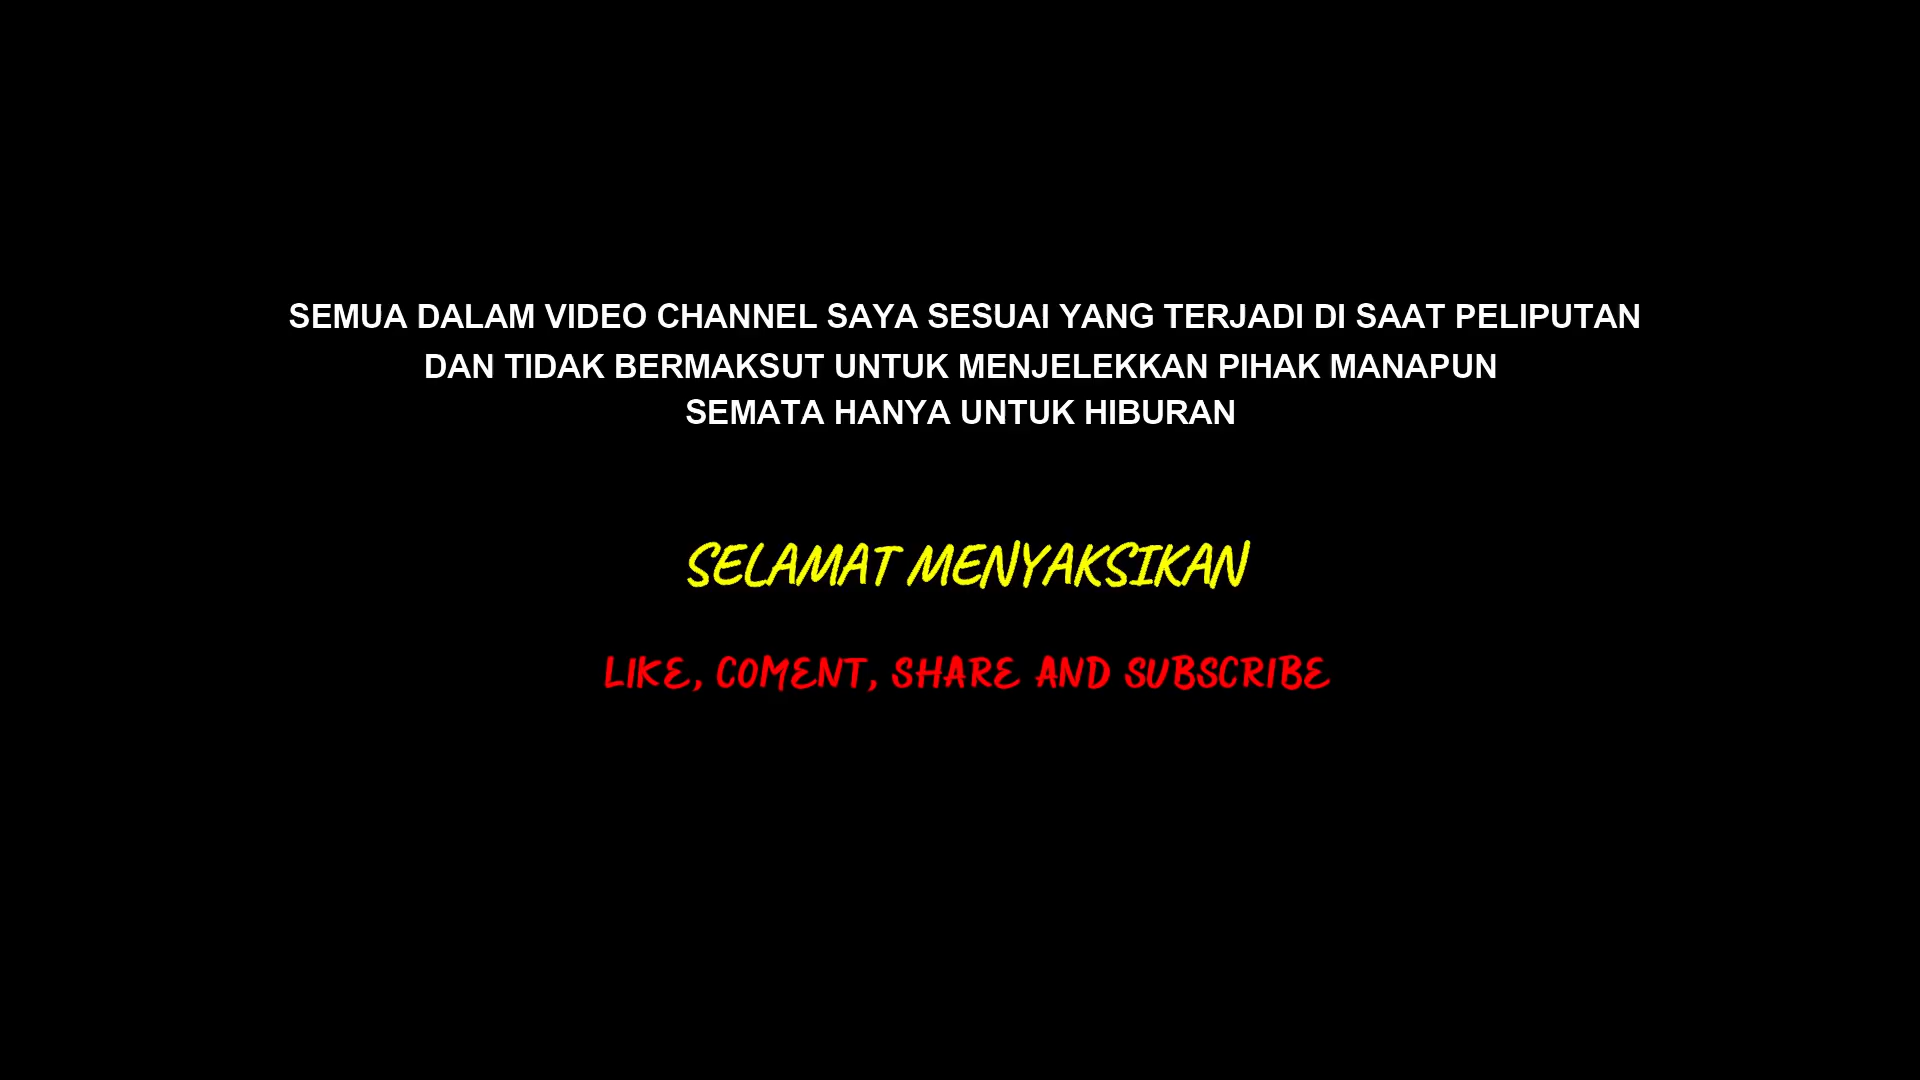 SEMUA DALAM VIDEO CHANNEL SAYA SESUAI YANG TERJADI DI SAAT PELIPUTAN
DAN TIDAK BERMAKSUT UNTUK MENJELEKKAN PIHAK MANAPUN
SEMATA HANYA UNTUK HIBURAN
SELAMAT MENYAKSIKAN
LIKE, COMENT, SHARE AND SUBSCRIBE